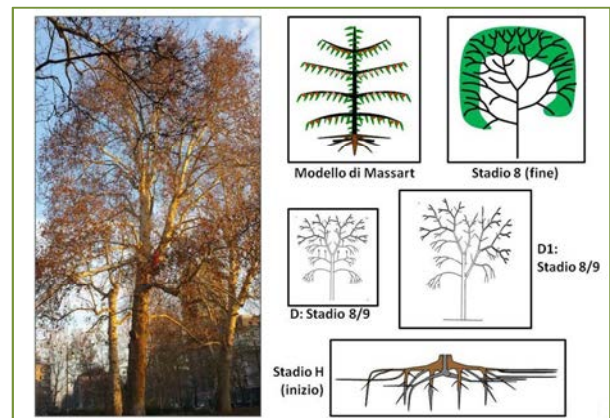 Modello di Massart
Stadio 8 (fine)
D: Stadio 8/9
D1:
Stadio 8/9
Stadio H
(inizio)